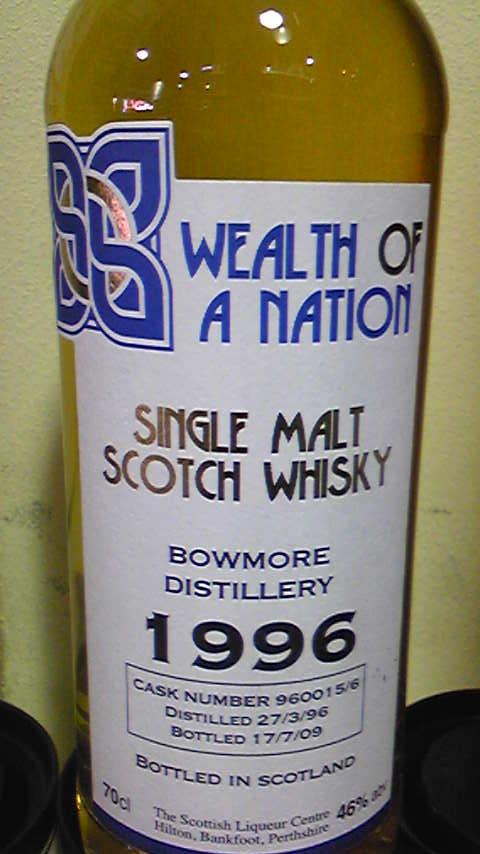 WEALTH OF
A NATION
SINGLE MALT
SCOTCH WHISKY
BOWMORE
DISTILLERY
1996
CASK NUMBER 960015/6
DISTILLED 27/3/96
BOTTLED 17/7/09
BOTTLED IN SCOTLAND
70cl
The Scottish Liqueur Centre
Hilton, Bankfoot, Perthshire
46% abv